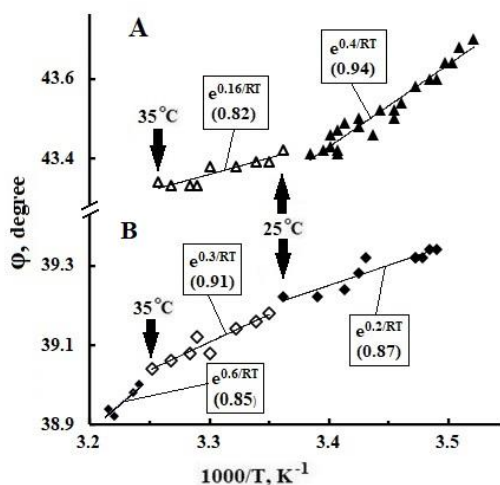 A
e^0.4/RT
(0.94)
43.6
e^0.16/RT
(0.82)
35°C
43.4
φ, degree
B
25°C
e^0.3/RT
(0.91)
39.3
35°C
39.1
e^0.2/RT
(0.87)
e^0.6/RT
(0.85)
38.9
3.2 3.3 3.4 3.5
1000/T, K^-1